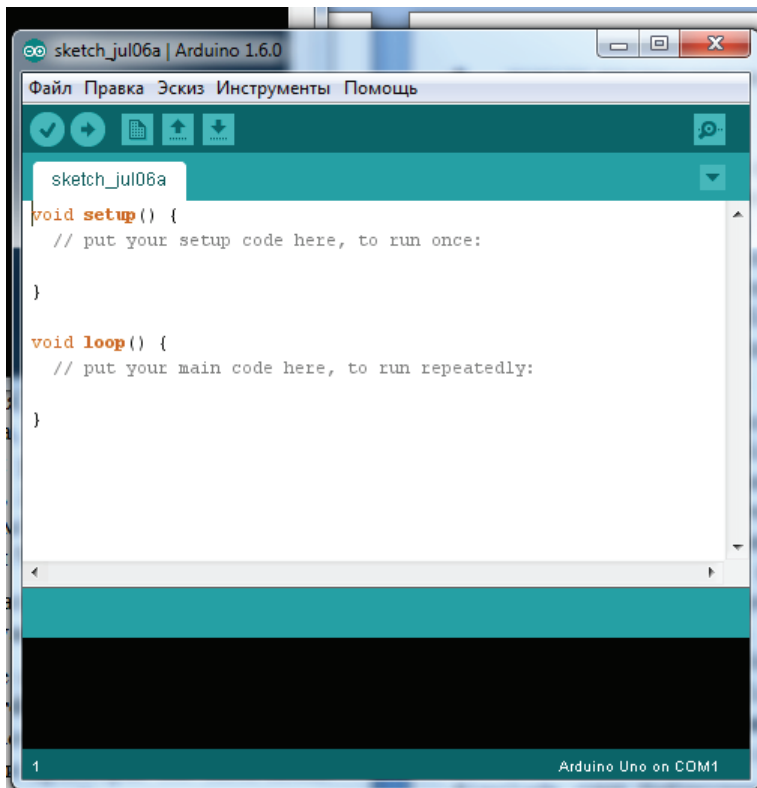 sketch_jul06a | Arduino 1.6.0
Файл Правка Эскиз Инструменты Помощь
sketch_jul06a
void setup() {
  // put your setup code here, to run once:
}
void loop() {
  // put your main code here, to run repeatedly:
}
1 Arduino Uno on COM1